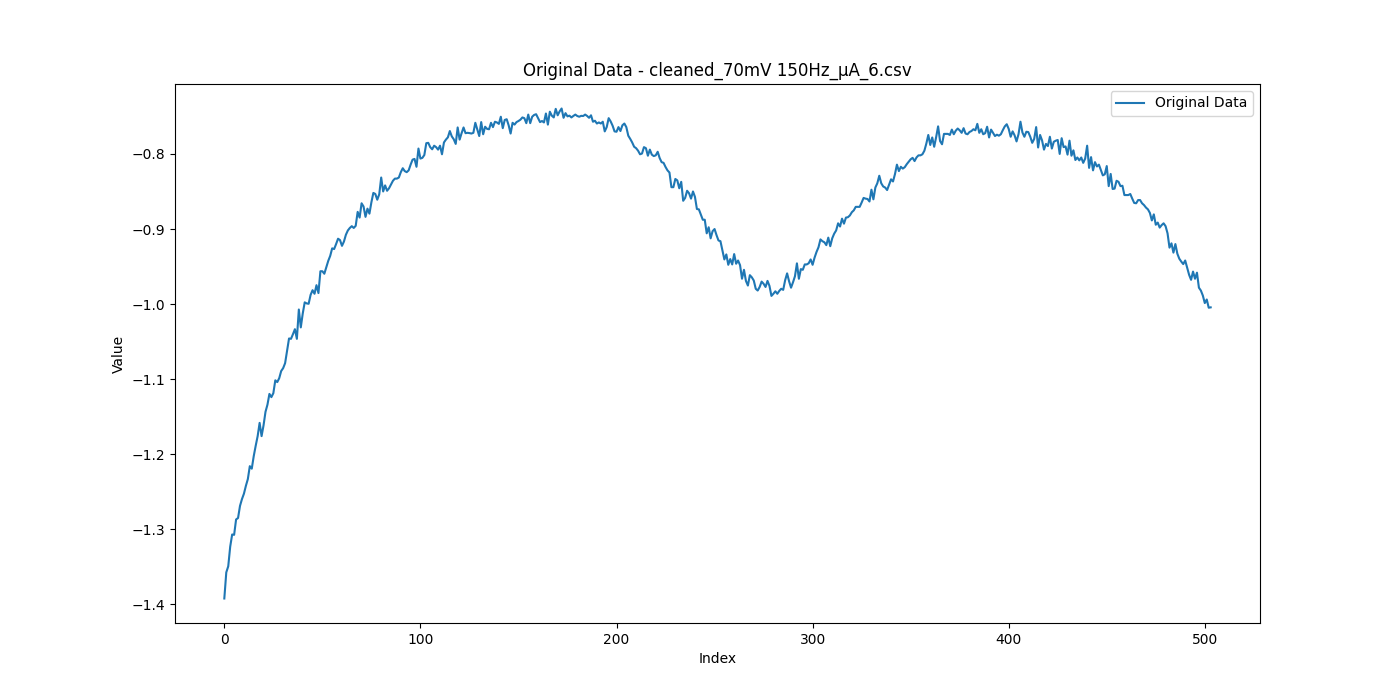 Original Data - cleaned_70mV 150Hz_µA_6.csv
Original Data
Value
−0.8
−0.9
−1.0
−1.1
−1.2
−1.3
−1.4
0 100 200 300 400 500
Index